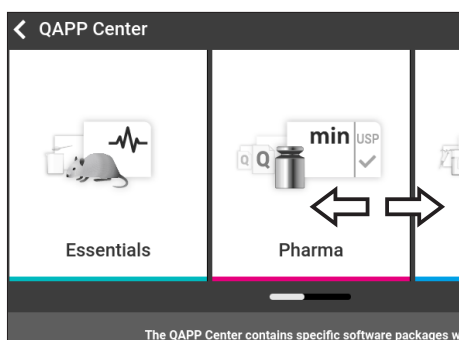 QAPP Center
Q Q min USP
Essentials Pharma
The QAPP Center contains specific software packages w